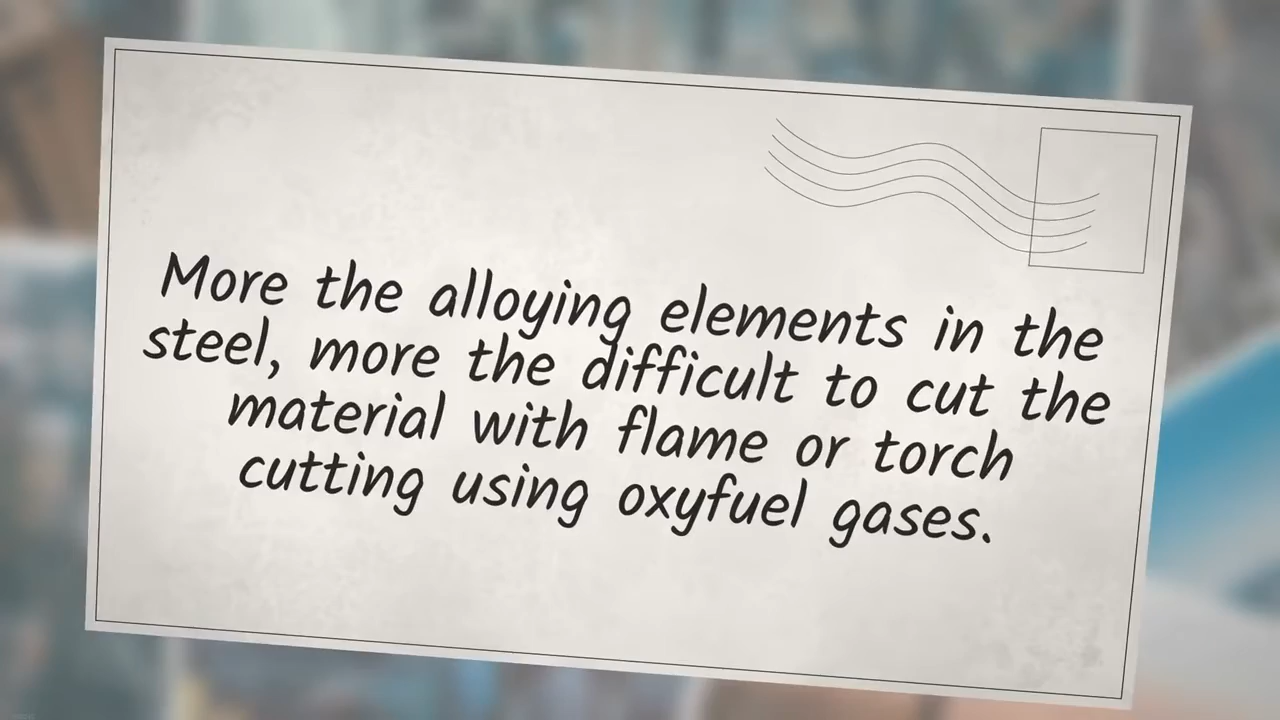 More the alloying elements in the
steel, more the difficult to cut the
material with flame or torch
cutting using oxyfuel gases.